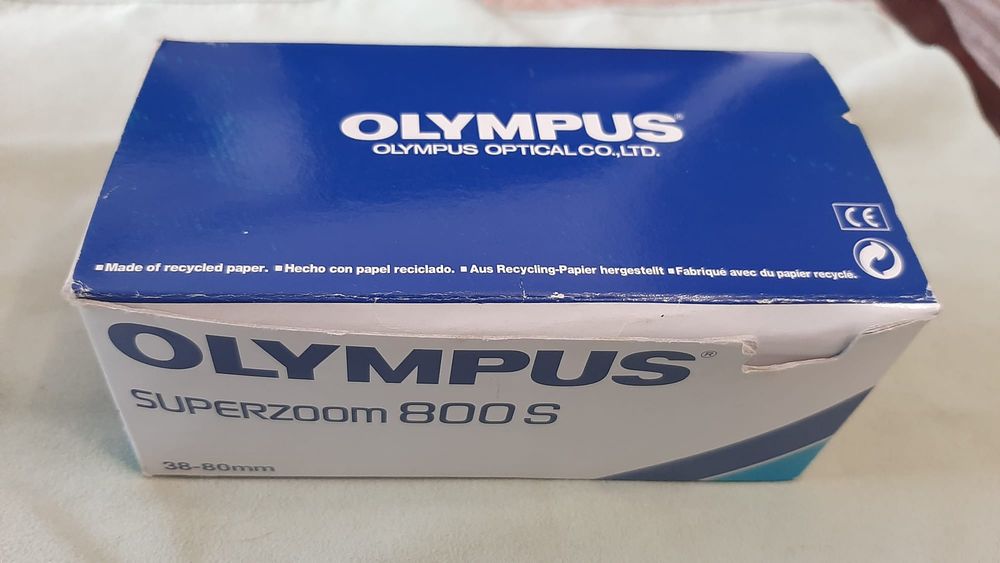 OLYMPUS®
OLYMPUS OPTICAL CO.,LTD.
CE
▪Made of recycled paper. ▪Hecho con papel reciclado. ▪Aus Recycling-Papier hergestellt ▪Fabriqué avec du papier recyclé.
OLYMPUS®
SUPERZOOM 800 S
38-80mm